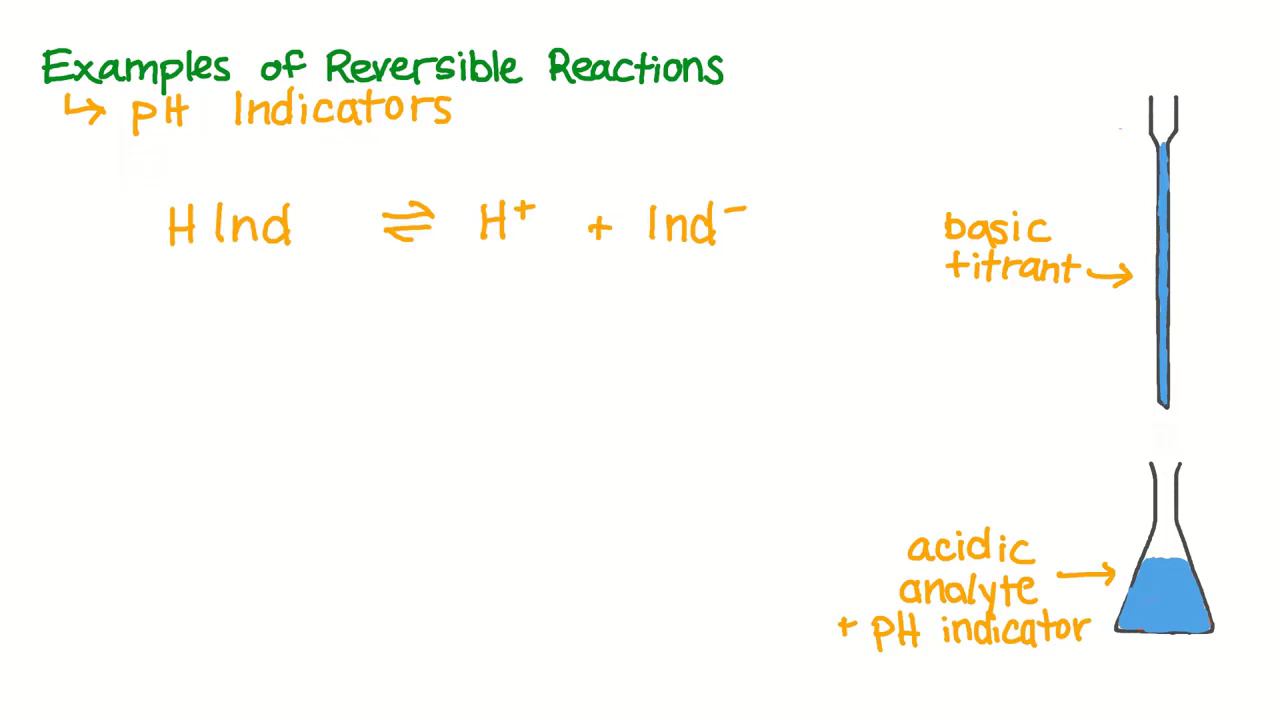 Examples of Reversible Reactions
↳ pH Indicators
HInd ⇌ H⁺ + Ind⁻
basic
titrant →
acidic
analyte →
+ pH indicator